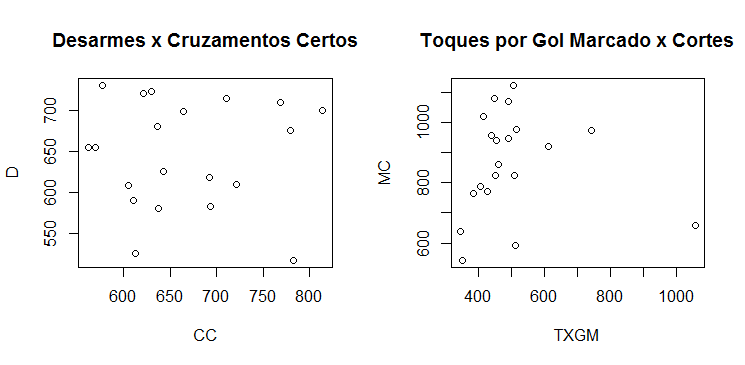 Desarmes x Cruzamentos Certos
D
550 600 650 700
600 650 700 750 800
CC
Toques por Gol Marcado x Cortes
MC
600 800 1000
400 600 800 1000
TXGM